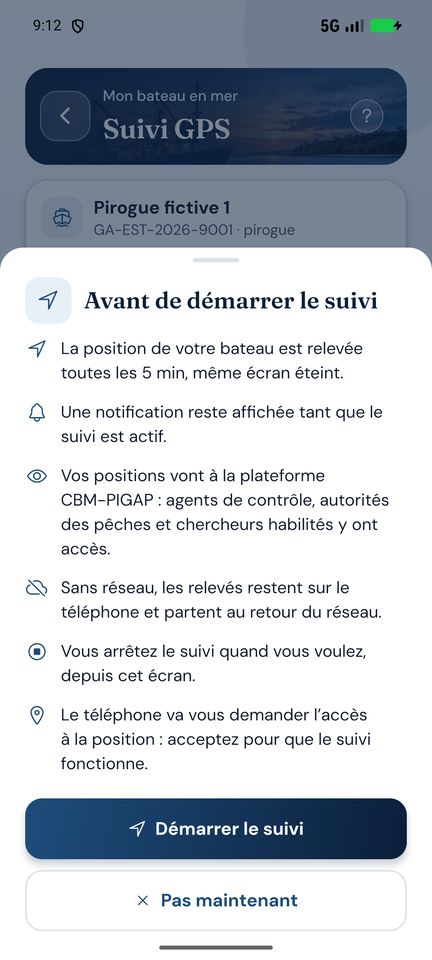 9:12
5G
Mon bateau en mer
Suivi GPS
?
Pirogue fictive 1
GA-EST-2026-9001 · pirogue
Avant de démarrer le suivi
La position de votre bateau est relevée
toutes les 5 min, même écran éteint.
Une notification reste affichée tant que le
suivi est actif.
Vos positions vont à la plateforme
CBM-PIGAP : agents de contrôle, autorités
des pêches et chercheurs habilités y ont
accès.
Sans réseau, les relevés restent sur le
téléphone et partent au retour du réseau.
Vous arrêtez le suivi quand vous voulez,
depuis cet écran.
Le téléphone va vous demander l’accès
à la position : acceptez pour que le suivi
fonctionne.
Démarrer le suivi
Pas maintenant